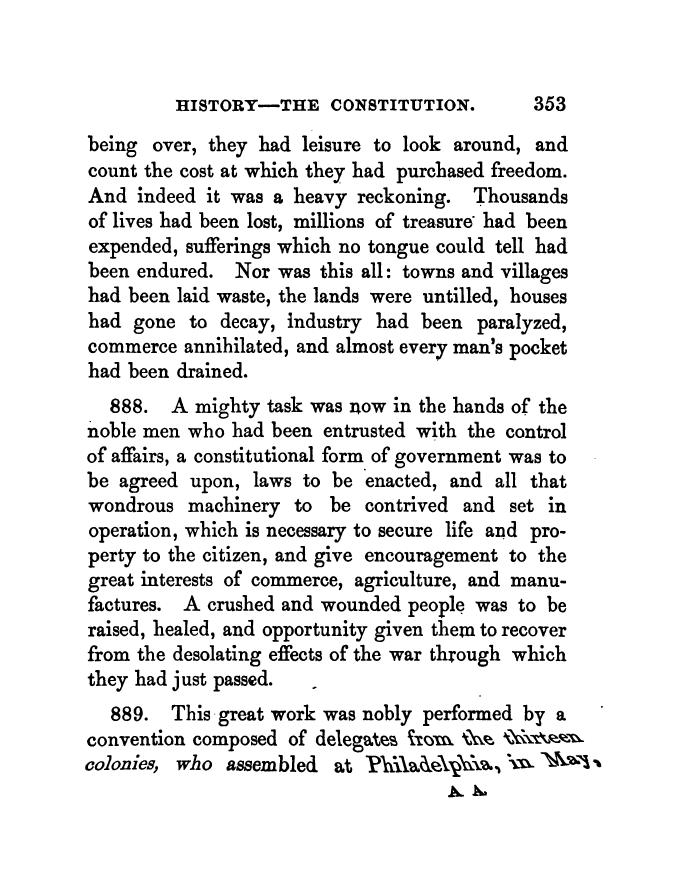 HISTORY—THE CONSTITUTION. 353
being over, they had leisure to look around, and
count the cost at which they had purchased freedom.
And indeed it was a heavy reckoning. Thousands
of lives had been lost, millions of treasure had been
expended, sufferings which no tongue could tell had
been endured. Nor was this all: towns and villages
had been laid waste, the lands were untilled, houses
had gone to decay, industry had been paralyzed,
commerce annihilated, and almost every man's pocket
had been drained.
888. A mighty task was now in the hands of the
noble men who had been entrusted with the control
of affairs, a constitutional form of government was to
be agreed upon, laws to be enacted, and all that
wondrous machinery to be contrived and set in
operation, which is necessary to secure life and pro-
perty to the citizen, and give encouragement to the
great interests of commerce, agriculture, and manu-
factures. A crushed and wounded people was to be
raised, healed, and opportunity given them to recover
from the desolating effects of the war through which
they had just passed.
889. This great work was nobly performed by a
convention composed of delegates from the thirteen
colonies, who assembled at Philadelphia, in May,
A A